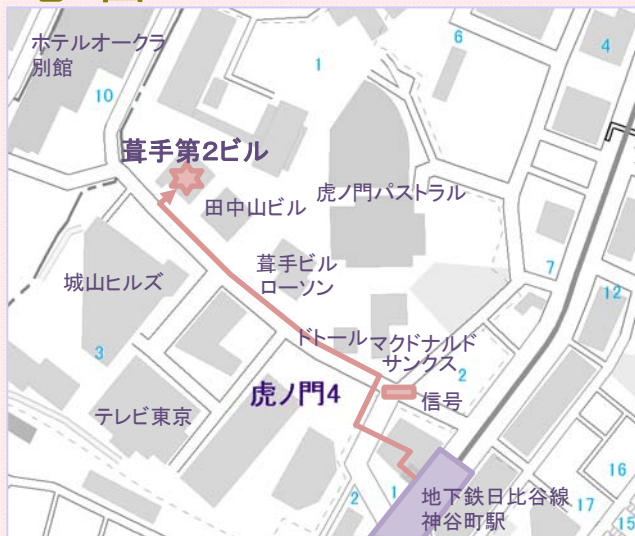 ホテルオークラ
別館
6
4
1
10
葺手第2ビル
田中山ビル
虎ノ門パストラル
葺手ビル
ローソン
城山ヒルズ
7
12
3
ドトール
マクドナルド
サンクス
2
虎ノ門4
信号
テレビ東京
地下鉄日比谷線
神谷町駅
2
1
16
17
15